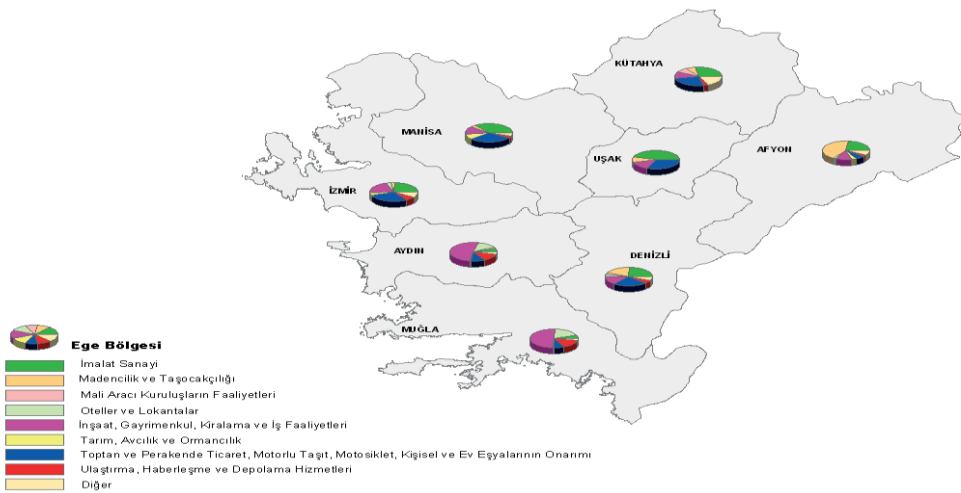 KÜTAHYA
MANİSA
UŞAK
AFYON
İZMİR
AYDIN
DENİZLİ
MUĞLA
Ege Bölgesi
İmalat Sanayi
Madencilik ve Taşocakçılığı
Mali Aracı Kuruluşların Faaliyetleri
Oteller ve Lokantalar
İnşaat, Gayrimenkul, Kiralama ve İş Faaliyetleri
Tarım, Avcılık ve Ormancılık
Toptan ve Perakende Ticaret, Motorlu Taşıt, Motosiklet, Kişisel ve Ev Eşyalarının Onarımı
Ulaştırma, Haberleşme ve Depolama Hizmetleri
Diğer